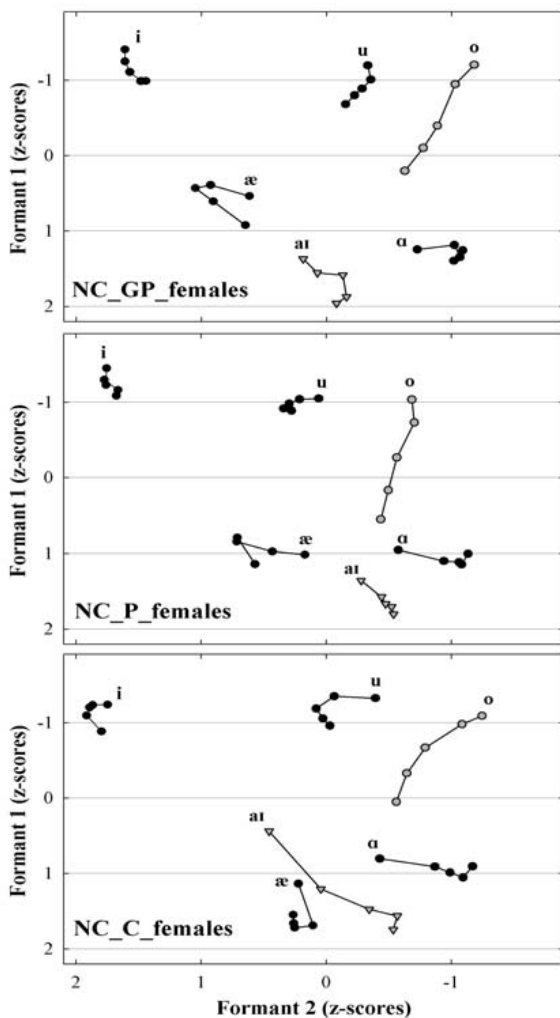 i u o
-1
0
æ
aɪ ɑ
1
2
Formant 1 (z-scores)
NC_GP_females
i u o
-1
0
æ ɑ
1
aɪ
2
Formant 1 (z-scores)
NC_P_females
i u o
-1
0
aɪ
ɑ
1
æ
2
Formant 1 (z-scores)
NC_C_females
2 1 0 -1
Formant 2 (z-scores)